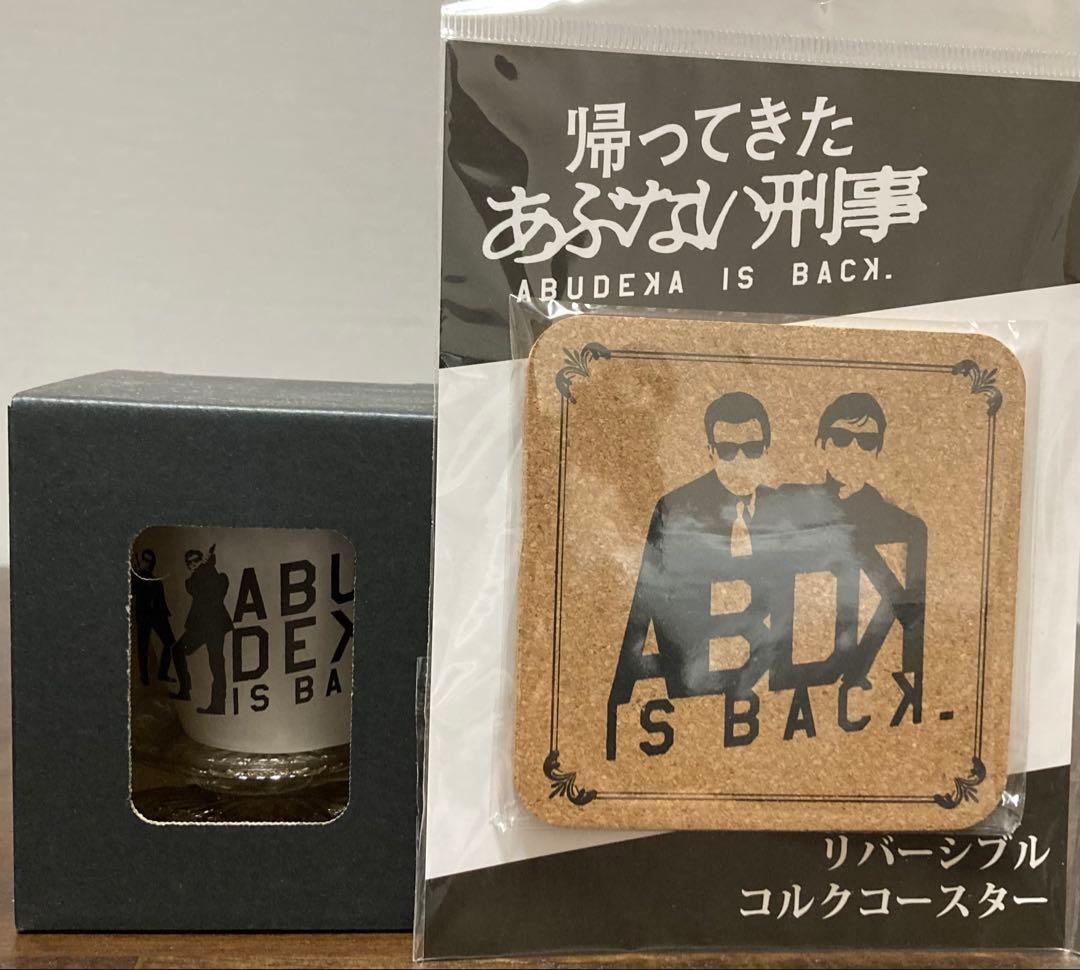 帰ってきた
あぶない刑事
ABUDEKA IS BACK.
ABDK
IS BACK.
リバーシブル
コルクコースター
ABU
DEK
IS BA